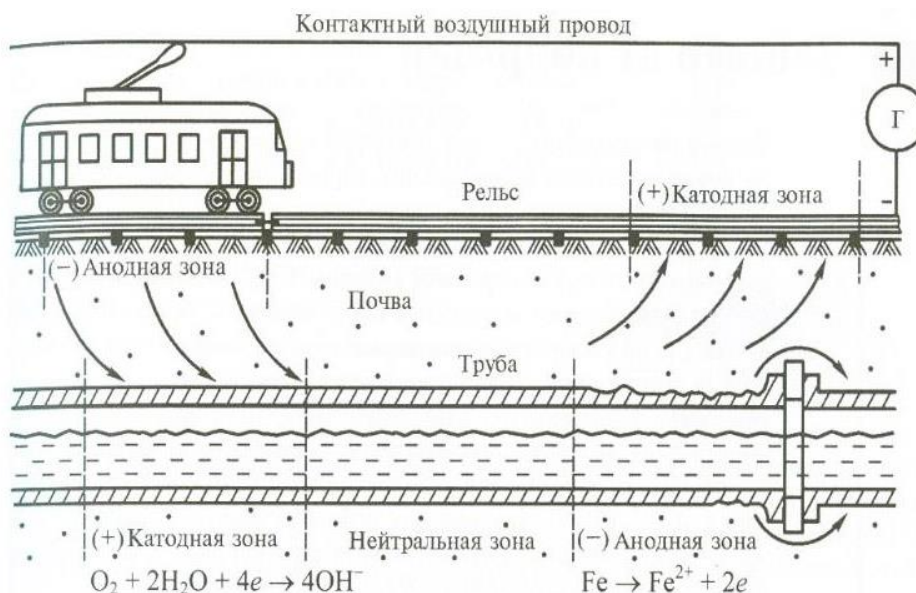 Контактный воздушный провод
+
Г
Рельс
(+) Катодная зона
-
(−) Анодная зона
Почва
Труба
(+) Катодная зона
Нейтральная зона
(−) Анодная зона
O₂ + 2H₂O + 4e → 4OH⁻
Fe → Fe²⁺ + 2e